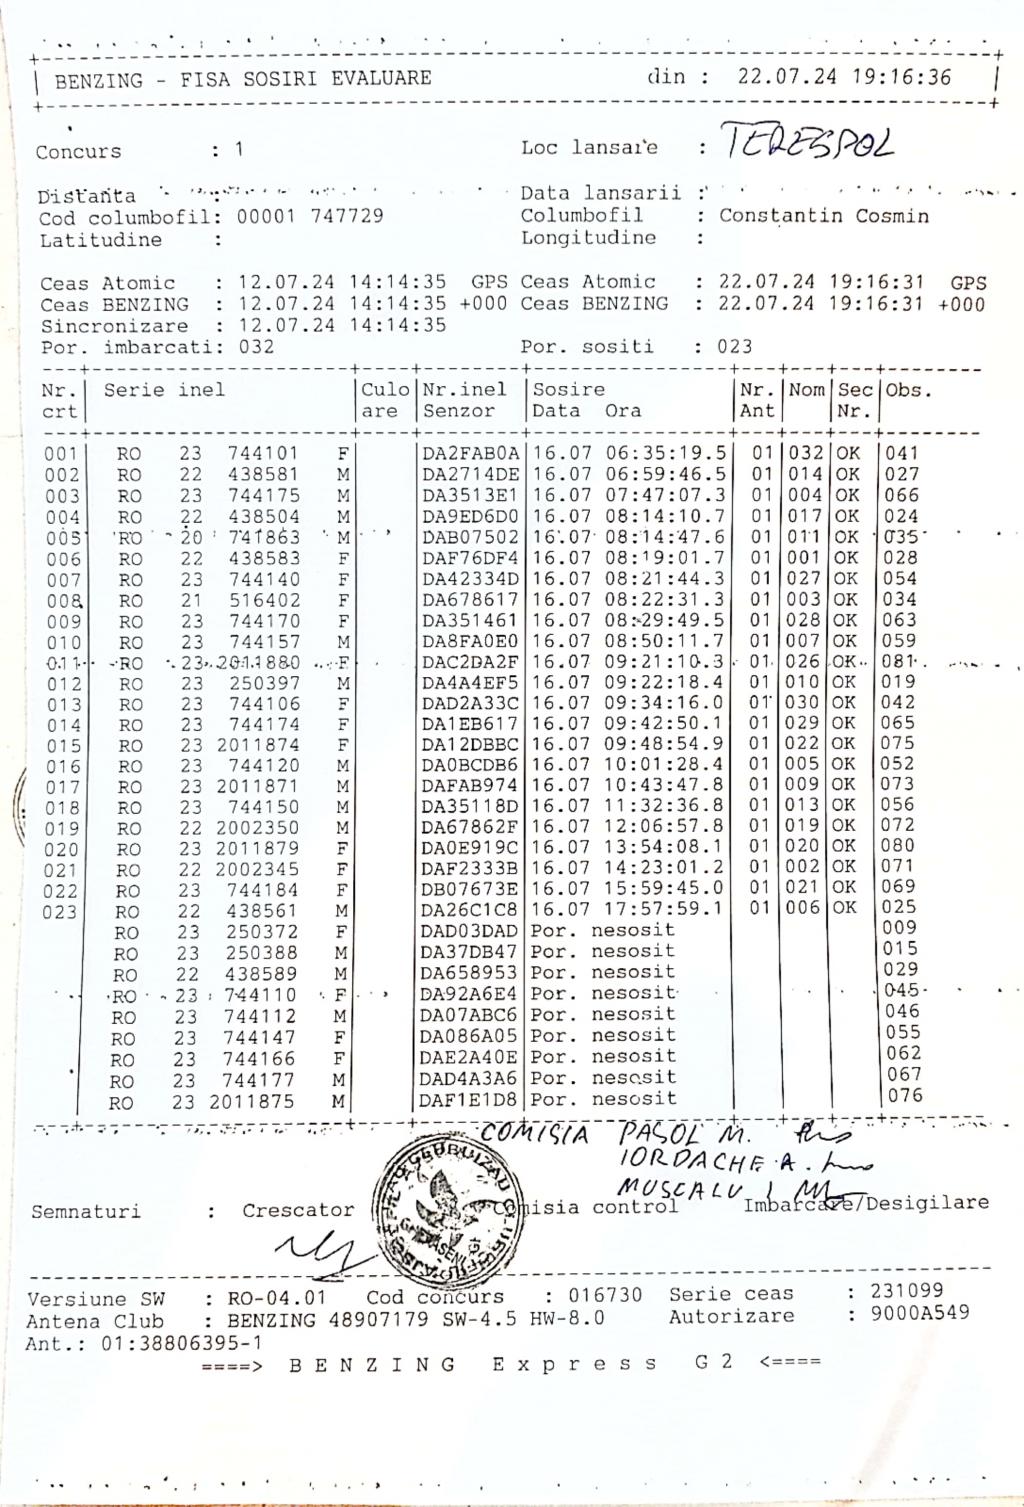 BENZING - FISA SOSIRI EVALUARE din : 22.07.24 19:16:36
Concurs : 1 Loc lansare : TERESPOL
Distanta : Data lansarii :
Cod columbofil: 00001 747729 Columbofil : Constantin Cosmin
Latitudine : Longitudine :
Ceas Atomic : 12.07.24 14:14:35 GPS Ceas Atomic : 22.07.24 19:16:31 GPS
Ceas BENZING : 12.07.24 14:14:35 +000 Ceas BENZING : 22.07.24 19:16:31 +000
Sincronizare : 12.07.24 14:14:35
Por. imbarcati: 032 Por. sositi : 023
Nr. Serie inel Culo Nr.inel Sosire Nr. Nom Sec Obs.
crt are Senzor Data Ora Ant Nr.
001 RO 23 744101 F DA2FAB0A 16.07 06:35:19.5 01 032 OK 041
002 RO 22 438581 M DA2714DE 16.07 06:59:46.5 01 014 OK 027
003 RO 23 744175 M DA3513E1 16.07 07:47:07.3 01 004 OK 066
004 RO 22 438504 M DA9ED6D0 16.07 08:14:10.7 01 017 OK 024
005 RO 20 741863 M DAB07502 16.07 08:14:47.6 01 011 OK 035
006 RO 22 438583 F DAF76DF4 16.07 08:19:01.7 01 001 OK 028
007 RO 23 744140 F DA42334D 16.07 08:21:44.3 01 027 OK 054
008 RO 21 516402 F DA678617 16.07 08:22:31.3 01 003 OK 034
009 RO 23 744170 F DA351461 16.07 08:29:49.5 01 028 OK 063
010 RO 23 744157 M DA8FA0E0 16.07 08:50:11.7 01 007 OK 059
011 RO 23 2011880 F DAC2DA2F 16.07 09:21:10.3 01 026 OK 081
012 RO 23 250397 M DA4A4EF5 16.07 09:22:18.4 01 010 OK 019
013 RO 23 744106 F DAD2A33C 16.07 09:34:16.0 01 030 OK 042
014 RO 23 744174 F DA1EB617 16.07 09:42:50.1 01 029 OK 065
015 RO 23 2011874 F DA12DBBC 16.07 09:48:54.9 01 022 OK 075
016 RO 23 744120 M DA0BCDB6 16.07 10:01:28.4 01 005 OK 052
017 RO 23 2011871 M DAFAB974 16.07 10:43:47.8 01 009 OK 073
018 RO 23 744150 M DA35118D 16.07 11:32:36.8 01 013 OK 056
019 RO 22 2002350 M DA67862F 16.07 12:06:57.8 01 019 OK 072
020 RO 23 2011879 F DA0E919C 16.07 13:54:08.1 01 020 OK 080
021 RO 22 2002345 F DAF2333B 16.07 14:23:01.2 01 002 OK 071
022 RO 23 744184 F DB07673E 16.07 15:59:45.0 01 021 OK 069
023 RO 22 438561 M DA26C1C8 16.07 17:57:59.1 01 006 OK 025
RO 23 250372 F DAD03DAD Por. nesosit 009
RO 23 250388 M DA37DB47 Por. nesosit 015
RO 22 438589 M DA658953 Por. nesosit 029
RO 23 744110 F DA92A6E4 Por. nesosit 045
RO 23 744112 M DA07ABC6 Por. nesosit 046
RO 23 744147 F DA086A05 Por. nesosit 055
RO 23 744166 F DAE2A40E Por. nesosit 062
RO 23 744177 M DAD4A3A6 Por. nesosit 067
RO 23 2011875 M DAF1E1D8 Por. nesosit 076
COMISIA PASOL M.
IORDACHE A.
MUSCALU I
Semnaturi : Crescator Comisia control Imbarcare/Desigilare
Versiune SW : RO-04.01 Cod concurs : 016730 Serie ceas : 231099
Antena Club : BENZING 48907179 SW-4.5 HW-8.0 Autorizare : 9000A549
Ant.: 01:38806395-1
====> BENZING Express G2 <====